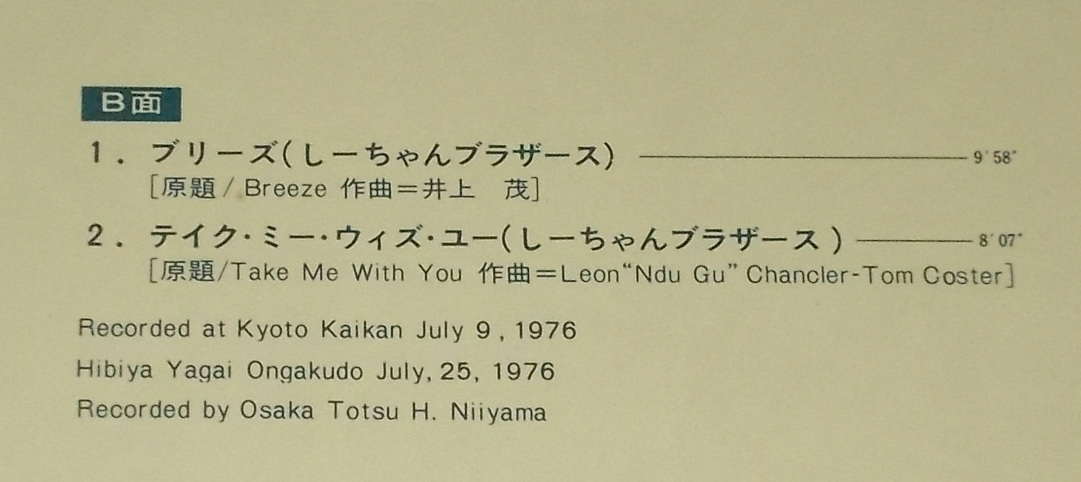 B面
1. ブリーズ(しーちゃんブラザース) 9′58″
[原題/Breeze 作曲=井上 茂]
2. テイク・ミー・ウィズ・ユー(しーちゃんブラザース) 8′07″
[原題/Take Me With You 作曲=Leon“Ndu Gu” Chancler-Tom Coster]
Recorded at Kyoto Kaikan July 9, 1976
Hibiya Yagai Ongakudo July, 25, 1976
Recorded by Osaka Totsu H. Niiyama